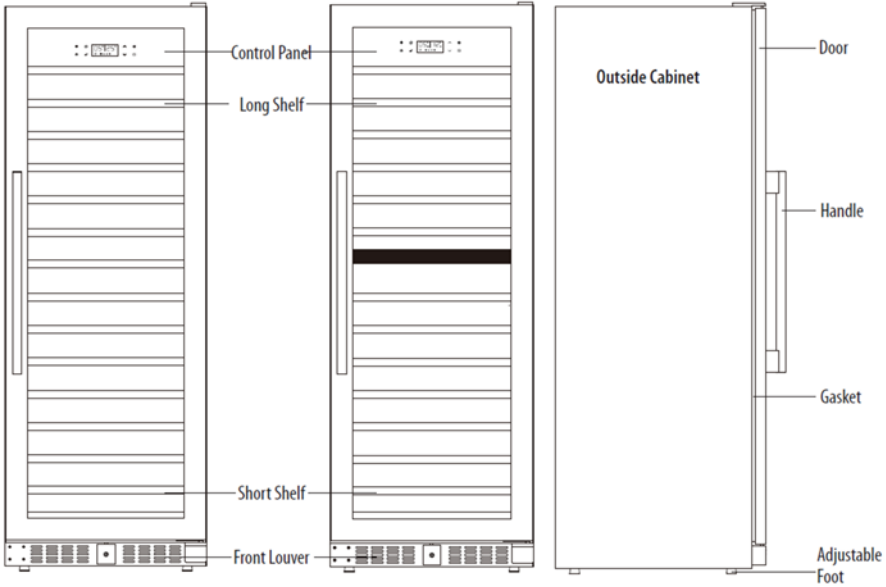 Control Panel
Long Shelf
Short Shelf
Front Louver
Outside Cabinet
Door
Handle
Gasket
Adjustable
Foot